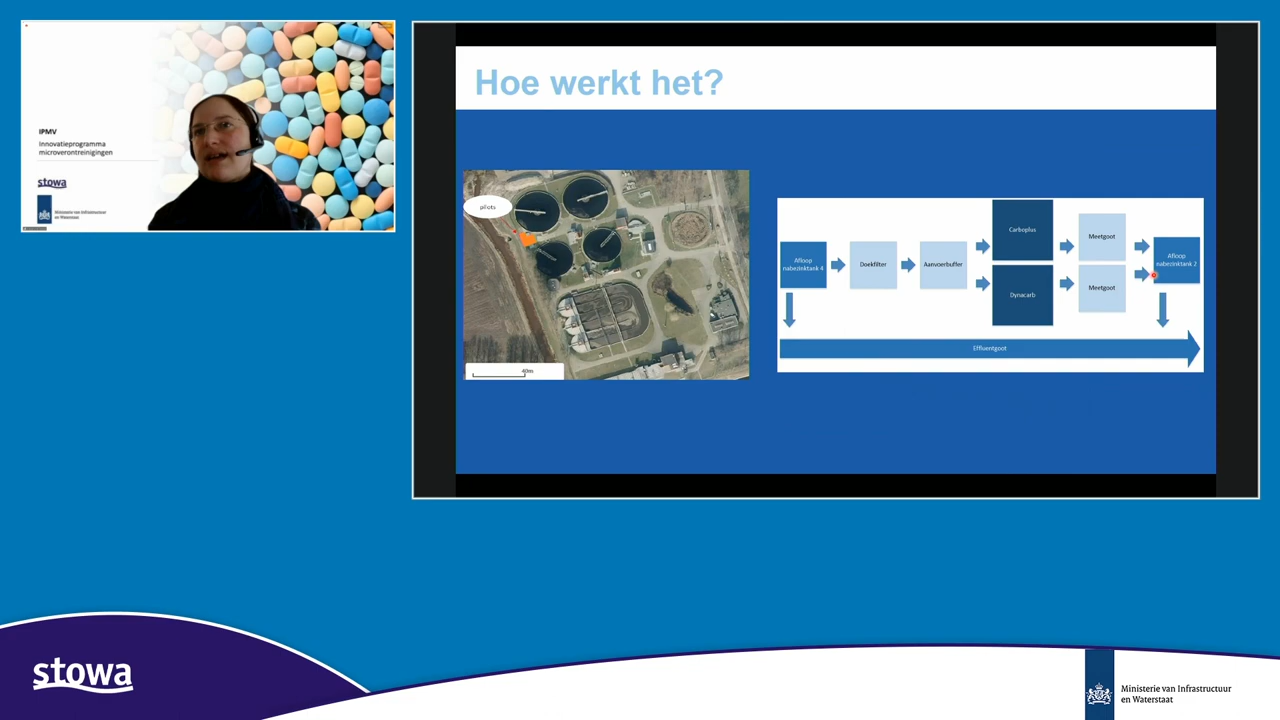 IPMV
Innovatieprogramma
microverontreinigingen
stowa
Ministerie van Infrastructuur
en Waterstaat
Hoe werkt het?
pilots
40m
Afloop
nabezinktank 4
Doekfilter
Aanvoerbuffer
Carboplus
Dynacarb
Meetgoot
Meetgoot
Afloop
nabezinktank 2
Effluentgoot
stowa
Ministerie van Infrastructuur
en Waterstaat